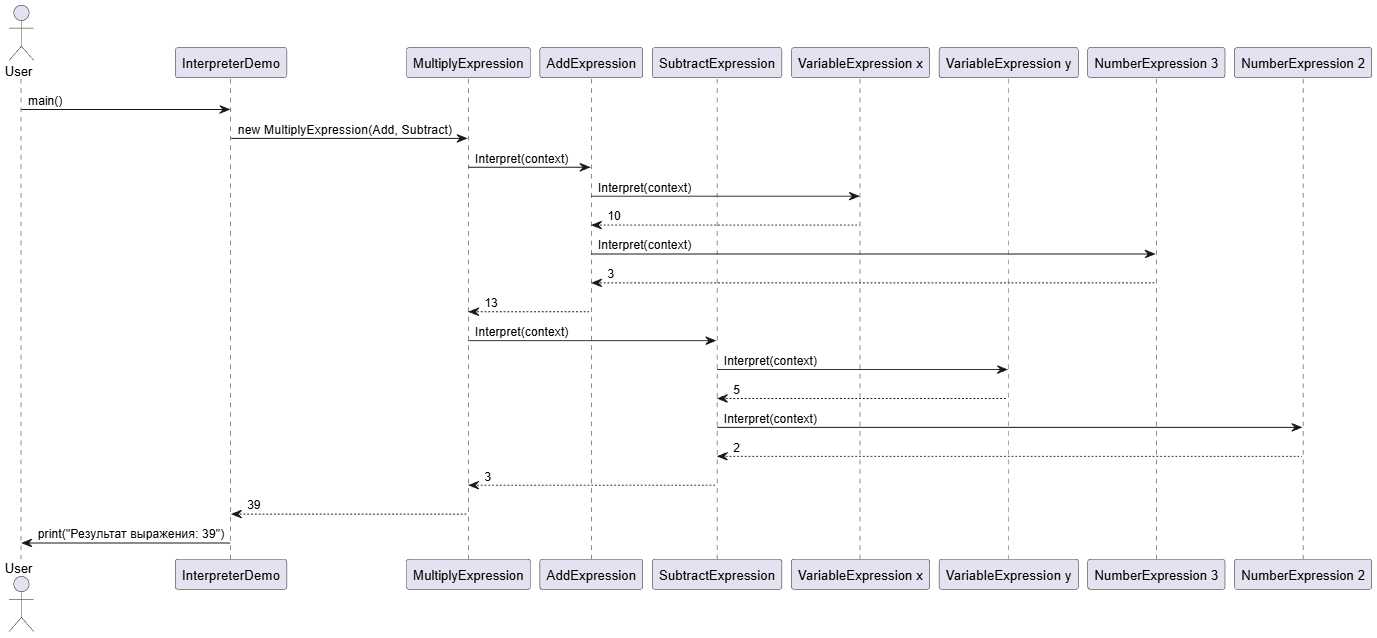 User
InterpreterDemo
MultiplyExpression
AddExpression
SubtractExpression
VariableExpression x
VariableExpression y
NumberExpression 3
NumberExpression 2
main()
new MultiplyExpression(Add, Subtract)
Interpret(context)
Interpret(context)
10
Interpret(context)
3
13
Interpret(context)
Interpret(context)
5
Interpret(context)
2
3
39
print("Результат выражения: 39")
User
InterpreterDemo
MultiplyExpression
AddExpression
SubtractExpression
VariableExpression x
VariableExpression y
NumberExpression 3
NumberExpression 2